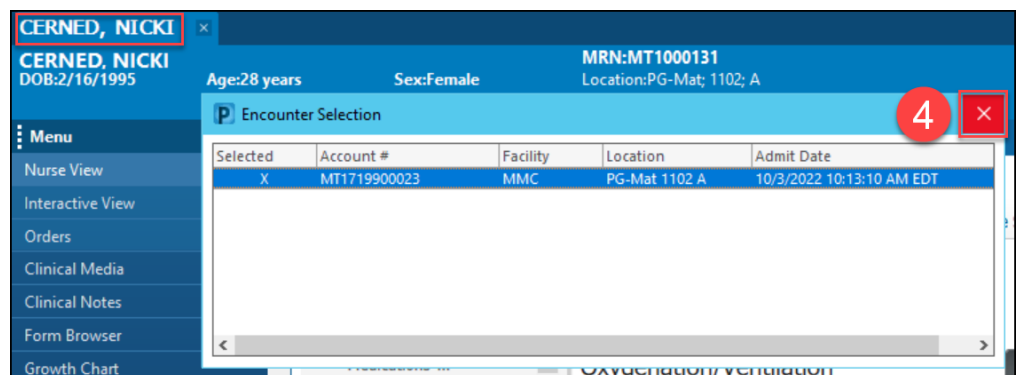 CERNED, NICKI ×
CERNED, NICKI
DOB:2/16/1995
Age:28 years
Sex:Female
MRN:MT1000131
Location:PG-Mat; 1102; A
P Encounter Selection
4
Menu
Nurse View
Interactive View
Orders
Clinical Media
Clinical Notes
Form Browser
Growth Chart
Selected Account # Facility Location Admit Date
X MT1719900023 MMC PG-Mat 1102 A 10/3/2022 10:13:10 AM EDT
Oxygenation/Ventilation